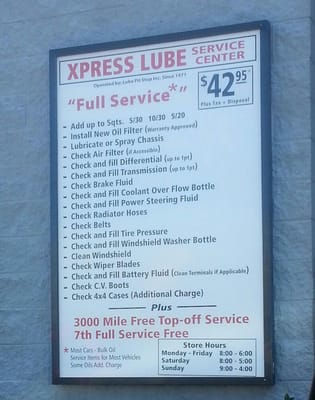 XPRESS LUBE SERVICE CENTER
Operated by: Lube Pit Stop Inc. Since 1971
$42.95*
Plus Tax + Disposal
"Full Service*"
- Add up to 5qts. 5/30 10/30 5/20
- Install New Oil Filter (Warranty Approved)
- Lubricate or Spray Chassis
- Check Air Filter (if Accessible)
- Check and fill Differential (up to 1pt)
- Check and Fill Transmission (up to 1pt)
- Check Brake Fluid
- Check and Fill Coolant Over Flow Bottle
- Check and Fill Power Steering Fluid
- Check Radiator Hoses
- Check Belts
- Check and Fill Tire Pressure
- Check and Fill Windshield Washer Bottle
- Clean Windshield
- Check Wiper Blades
- Check and Fill Battery Fluid (Clean Terminals if Applicable)
- Check C.V. Boots
- Check 4x4 Cases (Additional Charge)
Plus
3000 Mile Free Top-off Service
7th Full Service Free
* Most Cars - Bulk Oil
Service Items for Most Vehicles
Some Oils Add. Charge
Store Hours
Monday - Friday 8:00 - 6:00
Saturday 8:00 - 5:00
Sunday 9:00 - 4:00